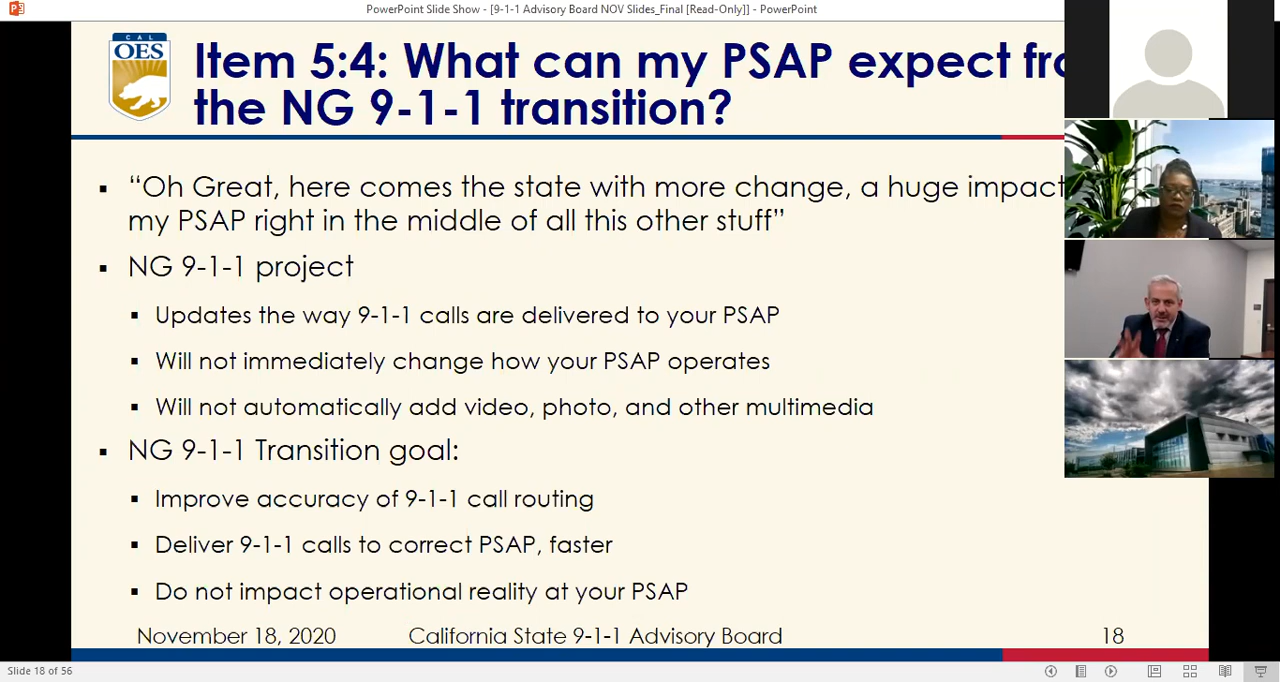 PowerPoint Slide Show - [9-1-1 Advisory Board NOV Slides_Final [Read-Only]] - PowerPoint
CAL
OES
Item 5:4: What can my PSAP expect
the NG 9-1-1 transition?
▪ “Oh Great, here comes the state with more change, a huge impact
my PSAP right in the middle of all this other stuff”
▪ NG 9-1-1 project
▪ Updates the way 9-1-1 calls are delivered to your PSAP
▪ Will not immediately change how your PSAP operates
▪ Will not automatically add video, photo, and other multimedia
▪ NG 9-1-1 Transition goal:
▪ Improve accuracy of 9-1-1 call routing
▪ Deliver 9-1-1 calls to correct PSAP, faster
▪ Do not impact operational reality at your PSAP
November 18, 2020 California State 9-1-1 Advisory Board 18
Slide 18 of 56